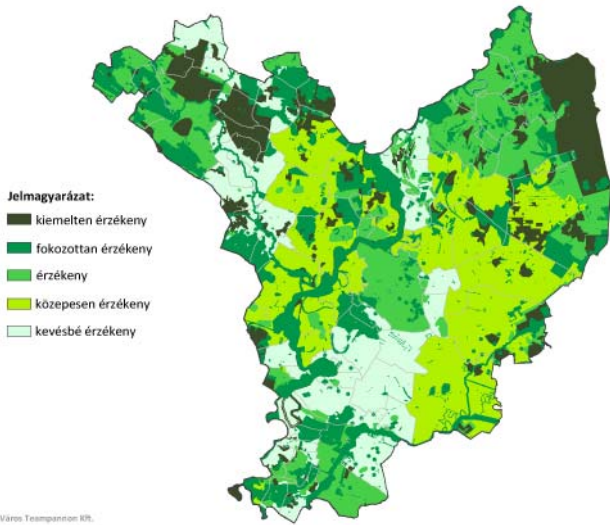 Jelmagyarázat:
kiemelten érzékeny
fokozottan érzékeny
érzékeny
közepesen érzékeny
kevésbé érzékeny
Város Teampannon Kft.